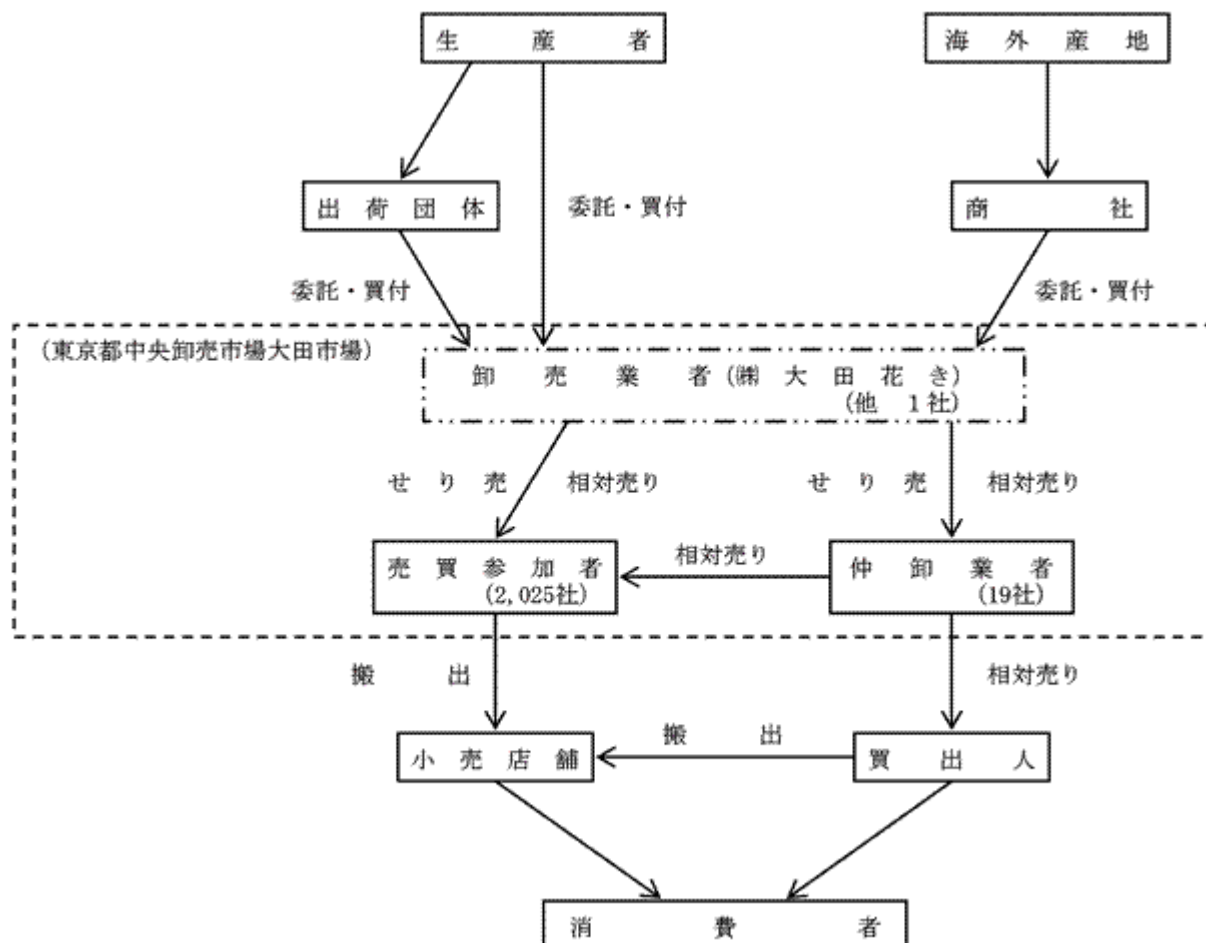 生産者
海外産地
出荷団体
委託・買付
商社
委託・買付
委託・買付
(東京都中央卸売市場大田市場)
卸売業者(㈱大田花き)
(他 1社)
せり売 相対売り
せり売 相対売り
売買参加者
(2,025社)
相対売り
仲卸業者
(19社)
搬出
相対売り
小売店舗
搬出
買出人
消費者